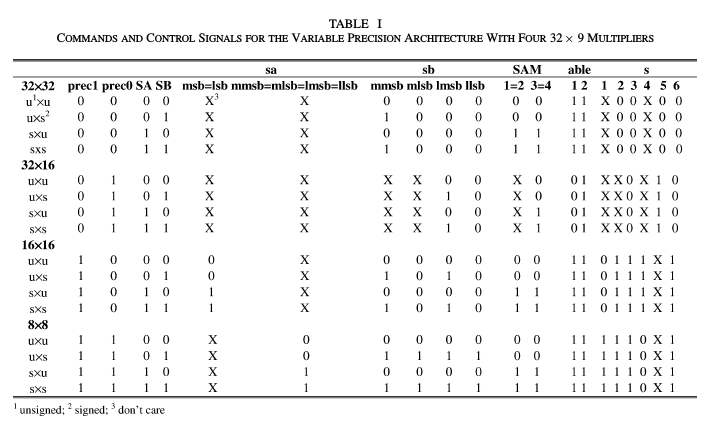 TABLE I
COMMANDS AND CONTROL SIGNALS FOR THE VARIABLE PRECISION ARCHITECTURE WITH FOUR 32 × 9 MULTIPLIERS
sa sb SAM able s
32×32 prec1 prec0 SA SB msb=lsb mmsb=mlsb=lmsb=llsb mmsb mlsb lmsb llsb 1=2 3=4 1 2 1 2 3 4 5 6
u¹×u 0 0 0 0 X³ X 0 0 0 0 0 0 1 1 X 0 0 X 0 0
u×s² 0 0 0 1 X X 1 0 0 0 0 0 1 1 X 0 0 X 0 0
s×u 0 0 1 0 X X 0 0 0 0 1 1 1 1 X 0 0 X 0 0
sxs 0 0 1 1 X X 1 0 0 0 1 1 1 1 X 0 0 X 0 0
32×16
u×u 0 1 0 0 X X X X 0 0 X 0 0 1 X X 0 X 1 0
u×s 0 1 0 1 X X X X 1 0 X 0 0 1 X X 0 X 1 0
s×u 0 1 1 0 X X X X 0 0 X 1 0 1 X X 0 X 1 0
s×s 0 1 1 1 X X X X 1 0 X 1 0 1 X X 0 X 1 0
16×16
u×u 1 0 0 0 0 X 0 0 0 0 0 0 1 1 0 1 1 1 X 1
u×s 1 0 0 1 0 X 1 0 1 0 0 0 1 1 0 1 1 1 X 1
s×u 1 0 1 0 1 X 0 0 0 0 1 1 1 1 0 1 1 1 X 1
s×s 1 0 1 1 1 X 1 0 1 0 1 1 1 1 0 1 1 1 X 1
8×8
u×u 1 1 0 0 X 0 0 0 0 0 0 0 1 1 1 1 1 0 X 1
u×s 1 1 0 1 X 0 1 1 1 1 0 0 1 1 1 1 1 0 X 1
s×u 1 1 1 0 X 1 0 0 0 0 1 1 1 1 1 1 1 0 X 1
s×s 1 1 1 1 X 1 1 1 1 1 1 1 1 1 1 1 1 0 X 1
¹ unsigned; ² signed; ³ don't care